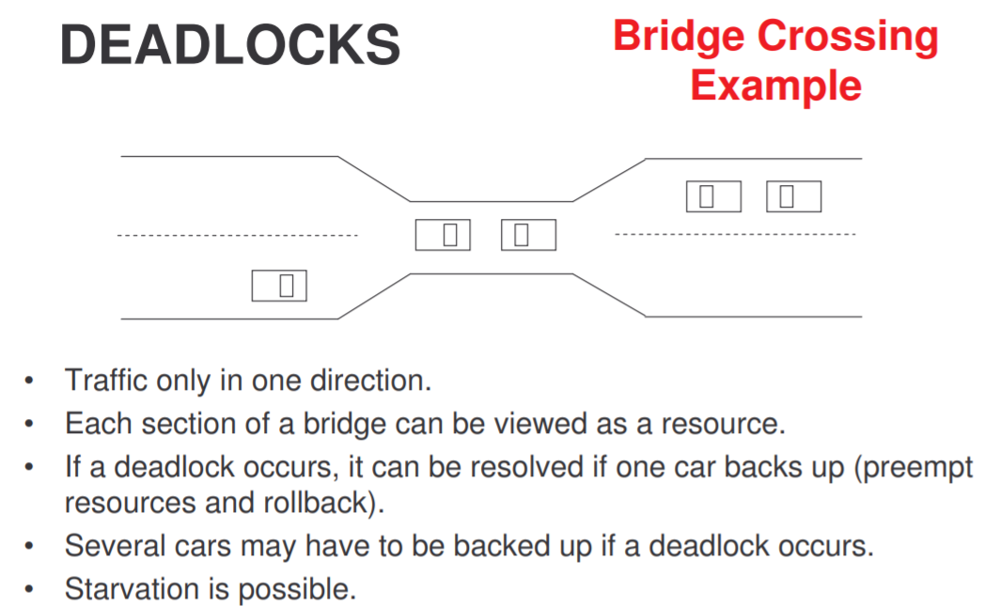 DEADLOCKS
Bridge Crossing
Example
• Traffic only in one direction.
• Each section of a bridge can be viewed as a resource.
• If a deadlock occurs, it can be resolved if one car backs up (preempt
resources and rollback).
• Several cars may have to be backed up if a deadlock occurs.
• Starvation is possible.